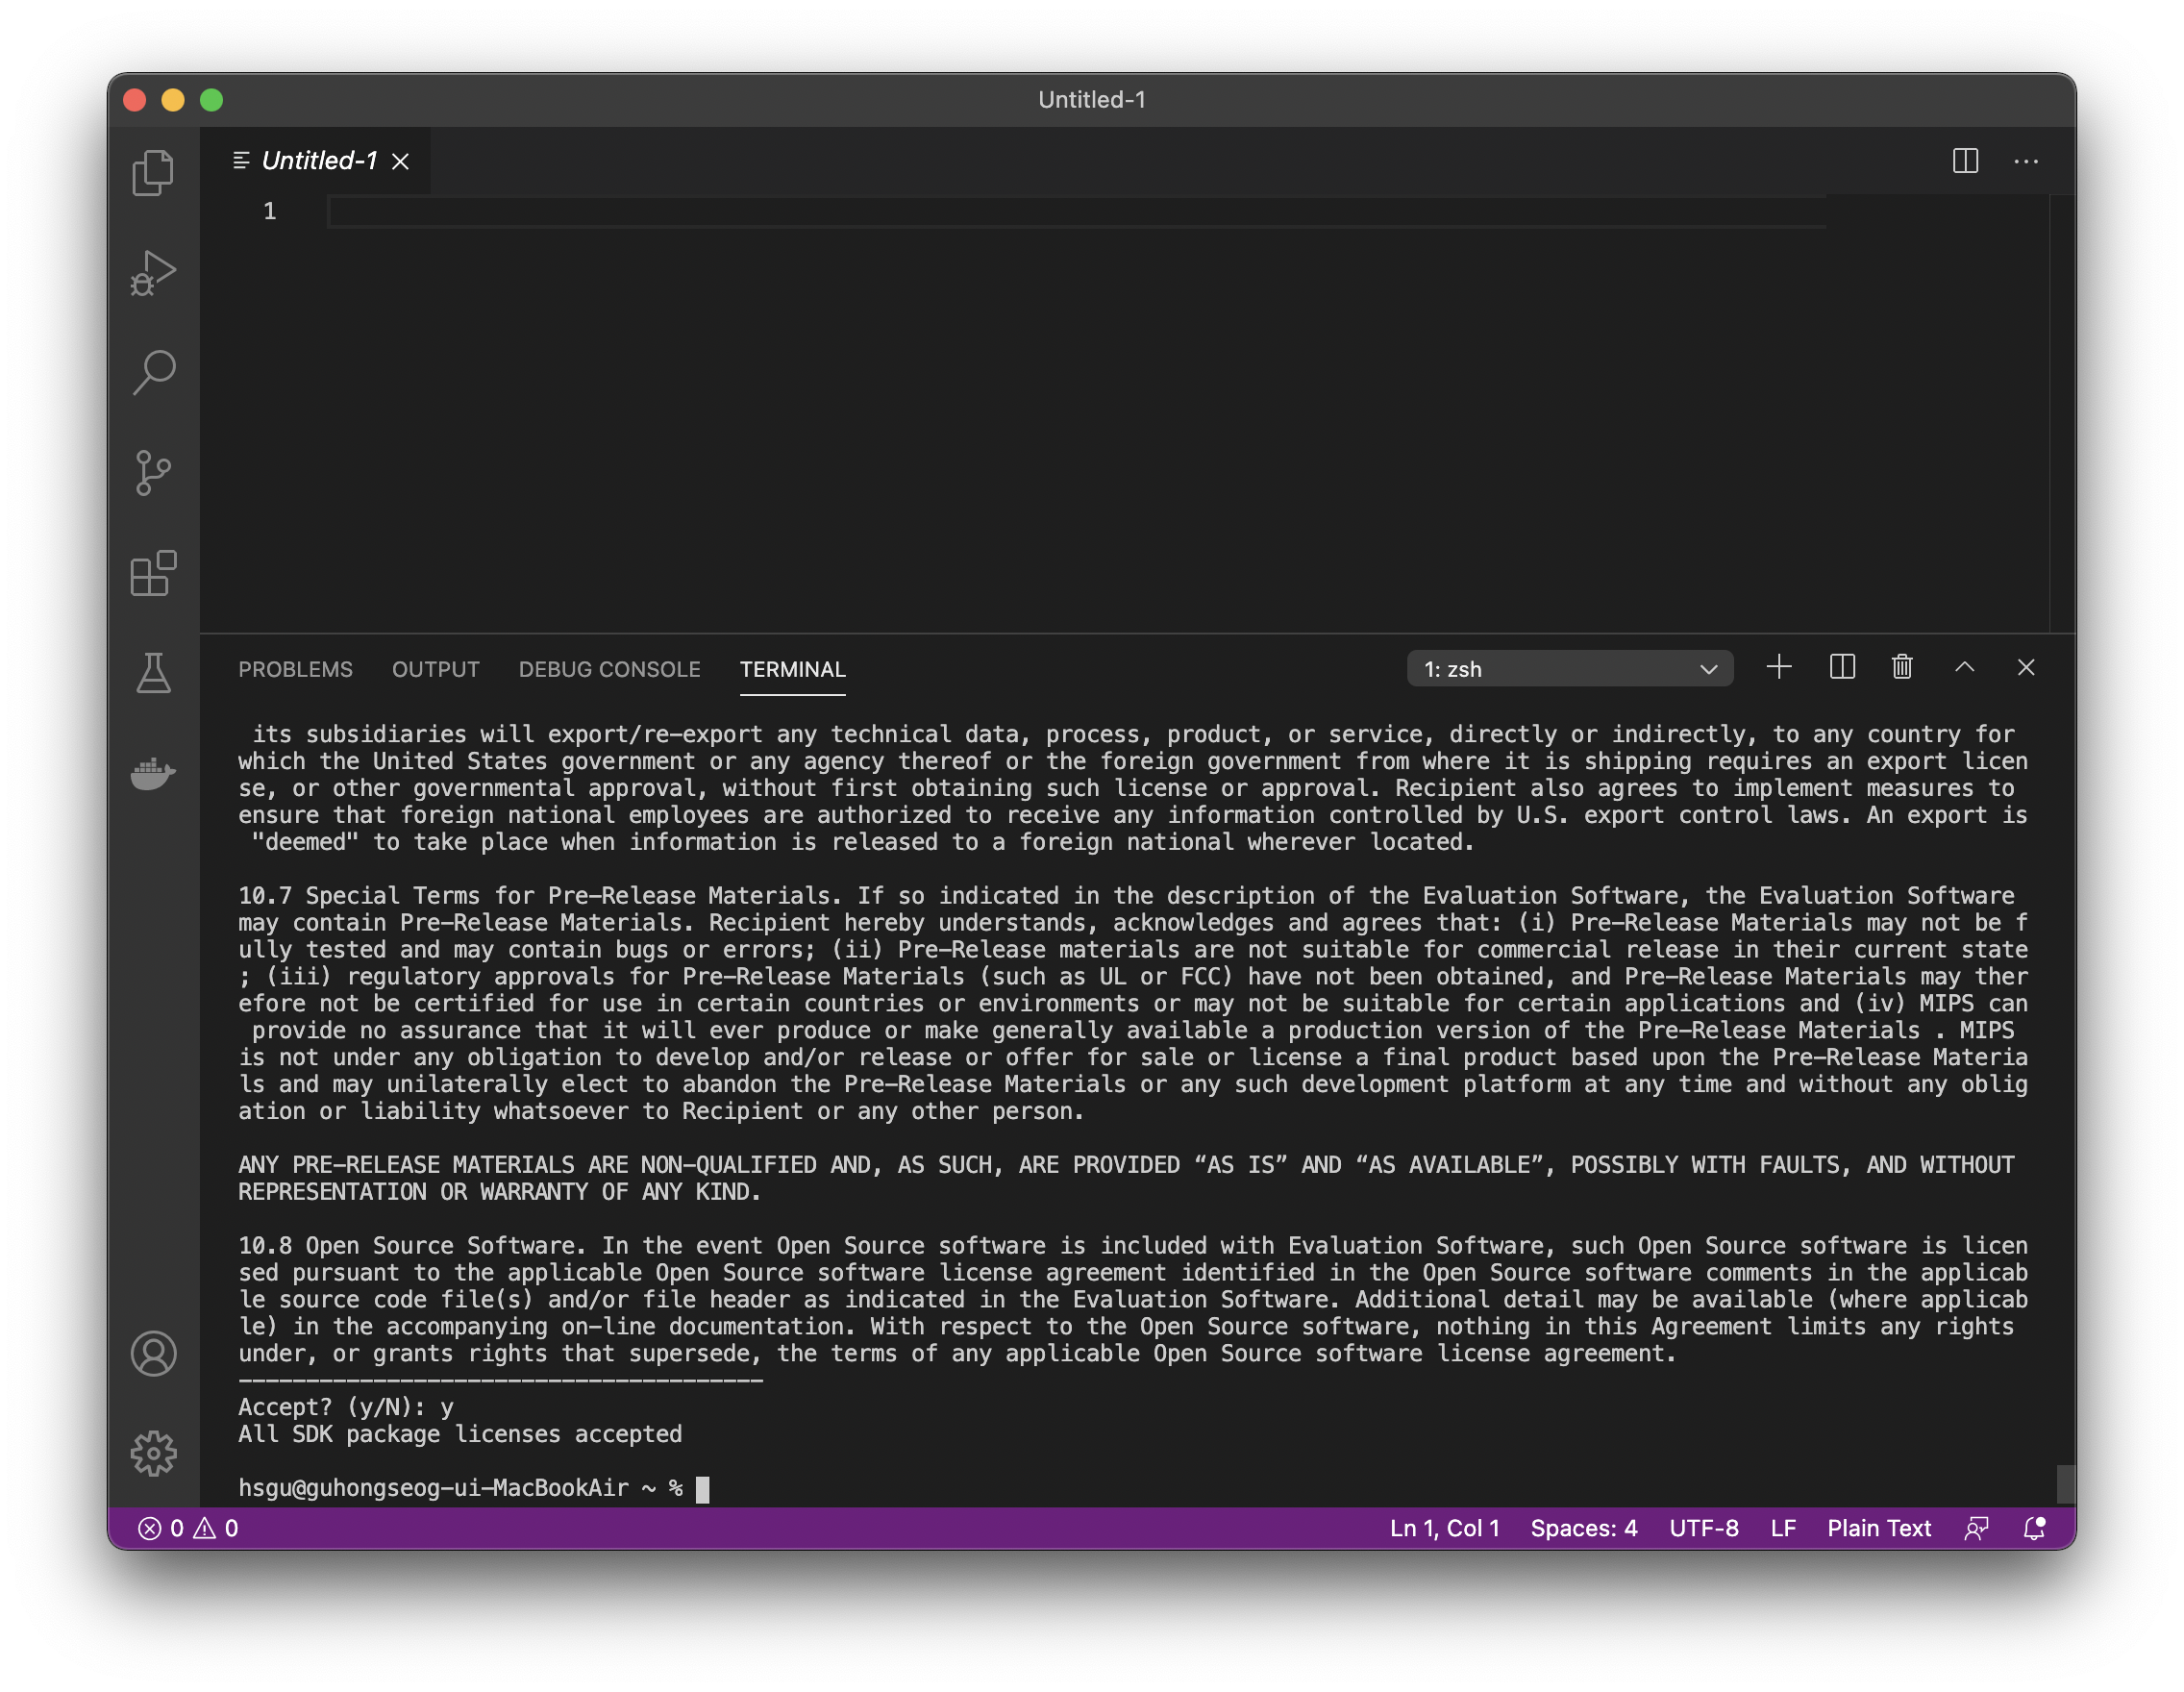 Untitled-1
Untitled-1
1
PROBLEMS OUTPUT DEBUG CONSOLE TERMINAL 1: zsh
its subsidiaries will export/re-export any technical data, process, product, or service, directly or indirectly, to any country for
which the United States government or any agency thereof or the foreign government from where it is shipping requires an export licen
se, or other governmental approval, without first obtaining such license or approval. Recipient also agrees to implement measures to
ensure that foreign national employees are authorized to receive any information controlled by U.S. export control laws. An export is
"deemed" to take place when information is released to a foreign national wherever located.
10.7 Special Terms for Pre-Release Materials. If so indicated in the description of the Evaluation Software, the Evaluation Software
may contain Pre-Release Materials. Recipient hereby understands, acknowledges and agrees that: (i) Pre-Release Materials may not be f
ully tested and may contain bugs or errors; (ii) Pre-Release materials are not suitable for commercial release in their current state
; (iii) regulatory approvals for Pre-Release Materials (such as UL or FCC) have not been obtained, and Pre-Release Materials may ther
efore not be certified for use in certain countries or environments or may not be suitable for certain applications and (iv) MIPS can
provide no assurance that it will ever produce or make generally available a production version of the Pre-Release Materials . MIPS
is not under any obligation to develop and/or release or offer for sale or license a final product based upon the Pre-Release Materia
ls and may unilaterally elect to abandon the Pre-Release Materials or any such development platform at any time and without any oblig
ation or liability whatsoever to Recipient or any other person.
ANY PRE-RELEASE MATERIALS ARE NON-QUALIFIED AND, AS SUCH, ARE PROVIDED “AS IS” AND “AS AVAILABLE”, POSSIBLY WITH FAULTS, AND WITHOUT
REPRESENTATION OR WARRANTY OF ANY KIND.
10.8 Open Source Software. In the event Open Source software is included with Evaluation Software, such Open Source software is licen
sed pursuant to the applicable Open Source software license agreement identified in the Open Source software comments in the applicab
le source code file(s) and/or file header as indicated in the Evaluation Software. Additional detail may be available (where applicab
le) in the accompanying on-line documentation. With respect to the Open Source software, nothing in this Agreement limits any rights
under, or grants rights that supersede, the terms of any applicable Open Source software license agreement.
---------------------------------------
Accept? (y/N): y
All SDK package licenses accepted
hsgu@guhongseog-ui-MacBookAir ~ %
0 0 Ln 1, Col 1 Spaces: 4 UTF-8 LF Plain Text